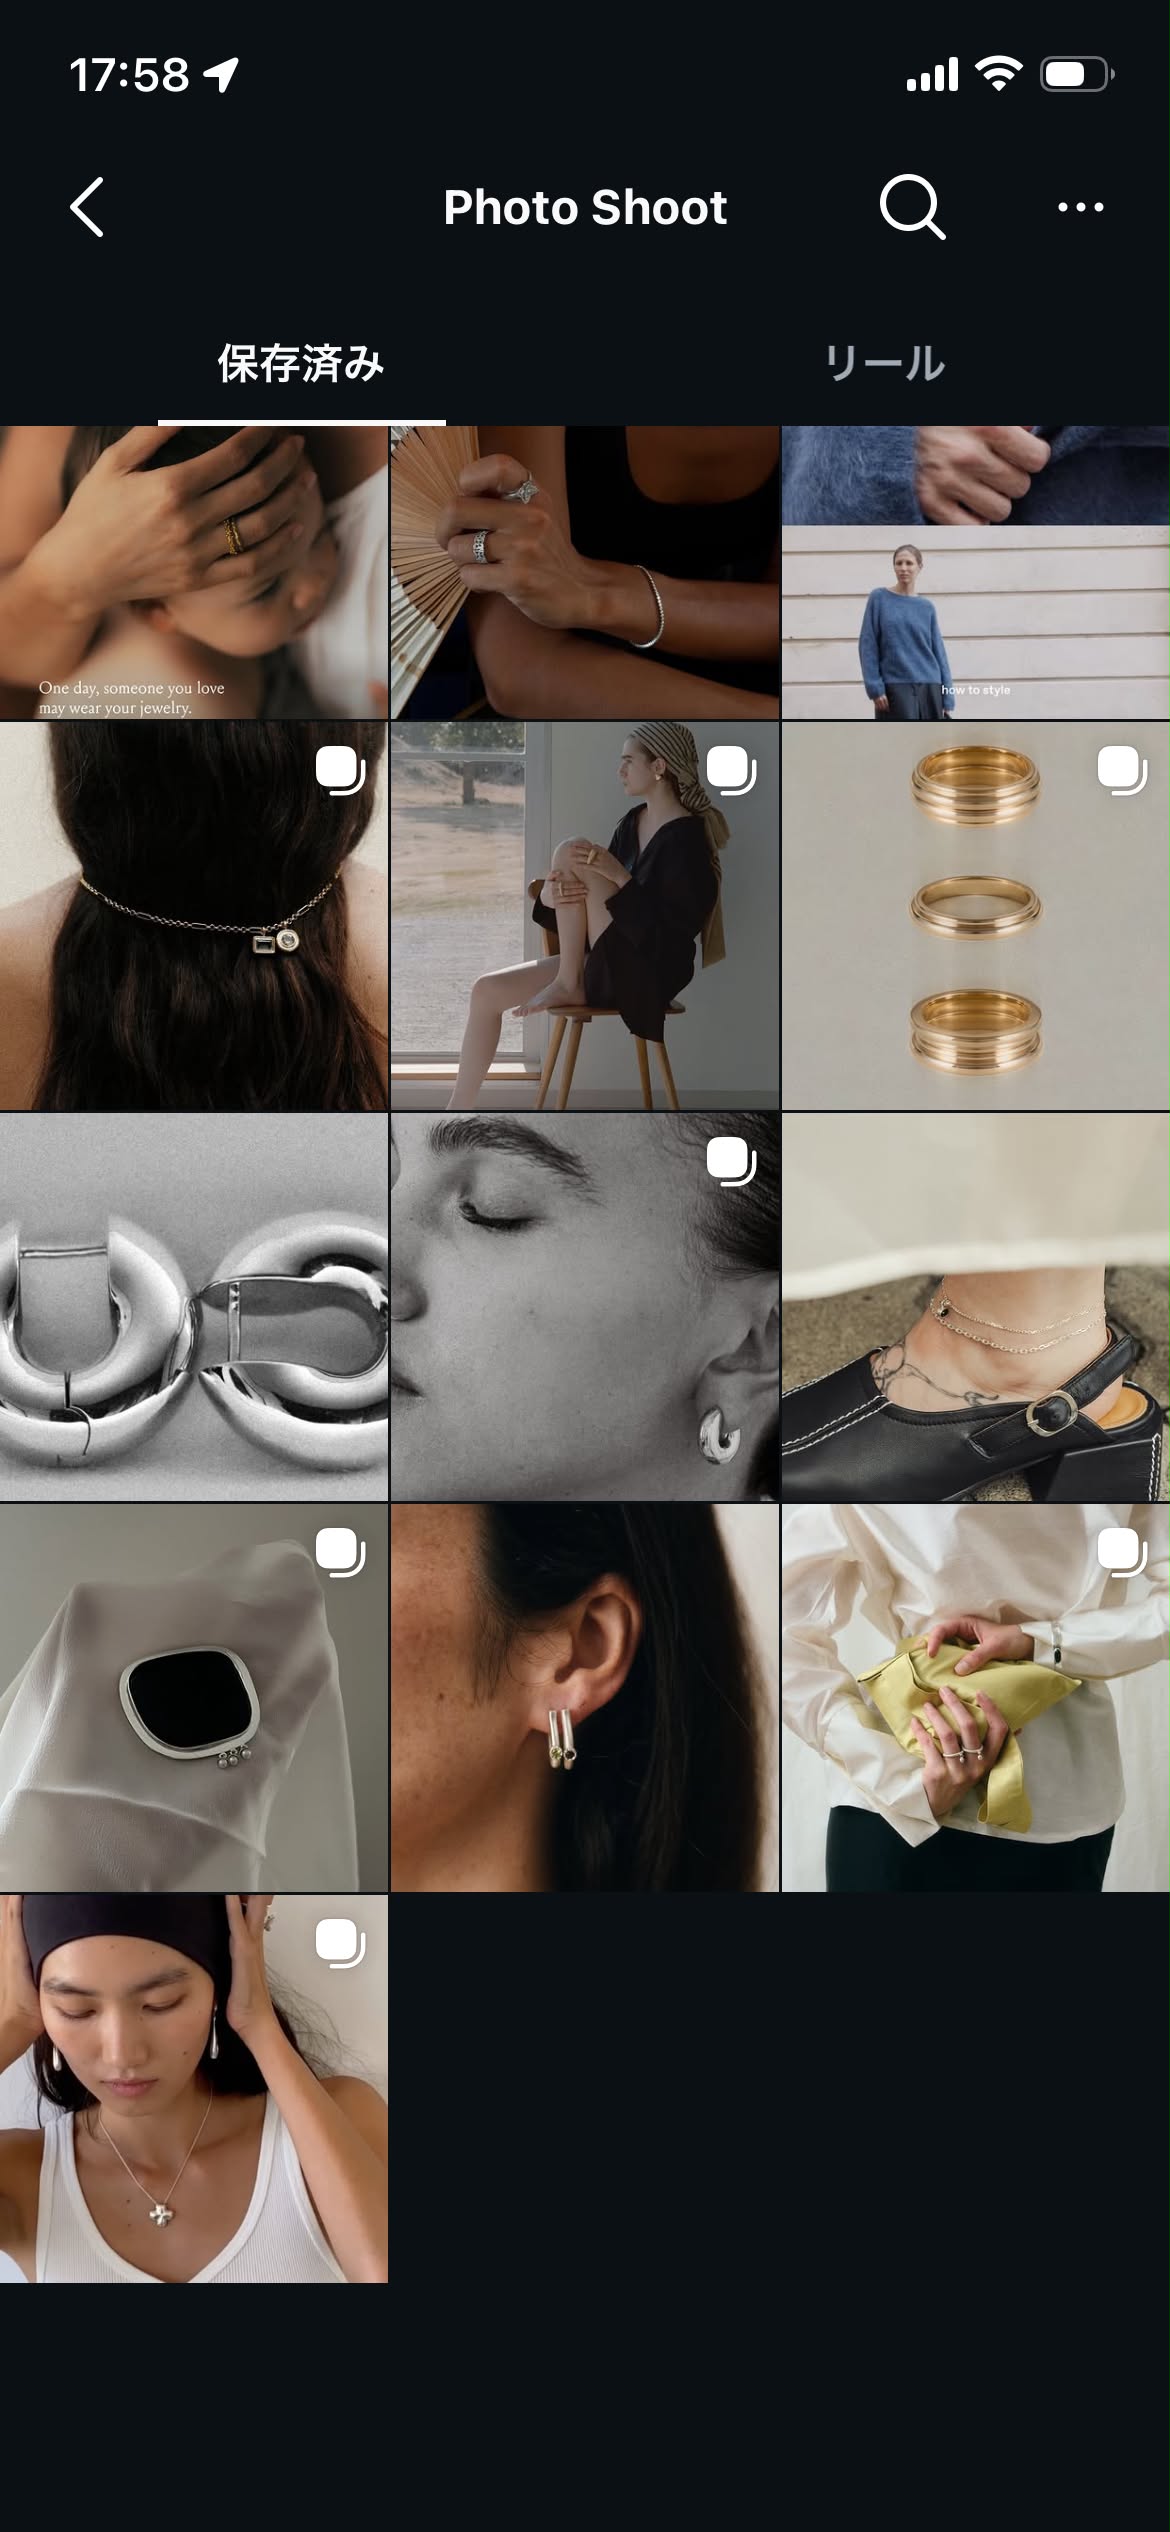 17:58
Photo Shoot
保存済み
リール
One day, someone you love
may wear your jewelry.
how to style